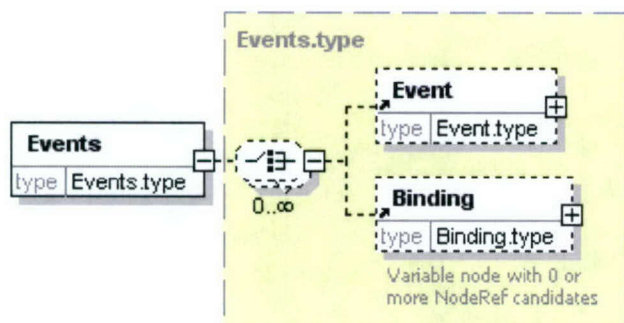 Events.type
Event
type Event.type
Events
type Events.type
0..∞
Binding
type Binding.type
Variable node with 0 or
more NodeRef candidates